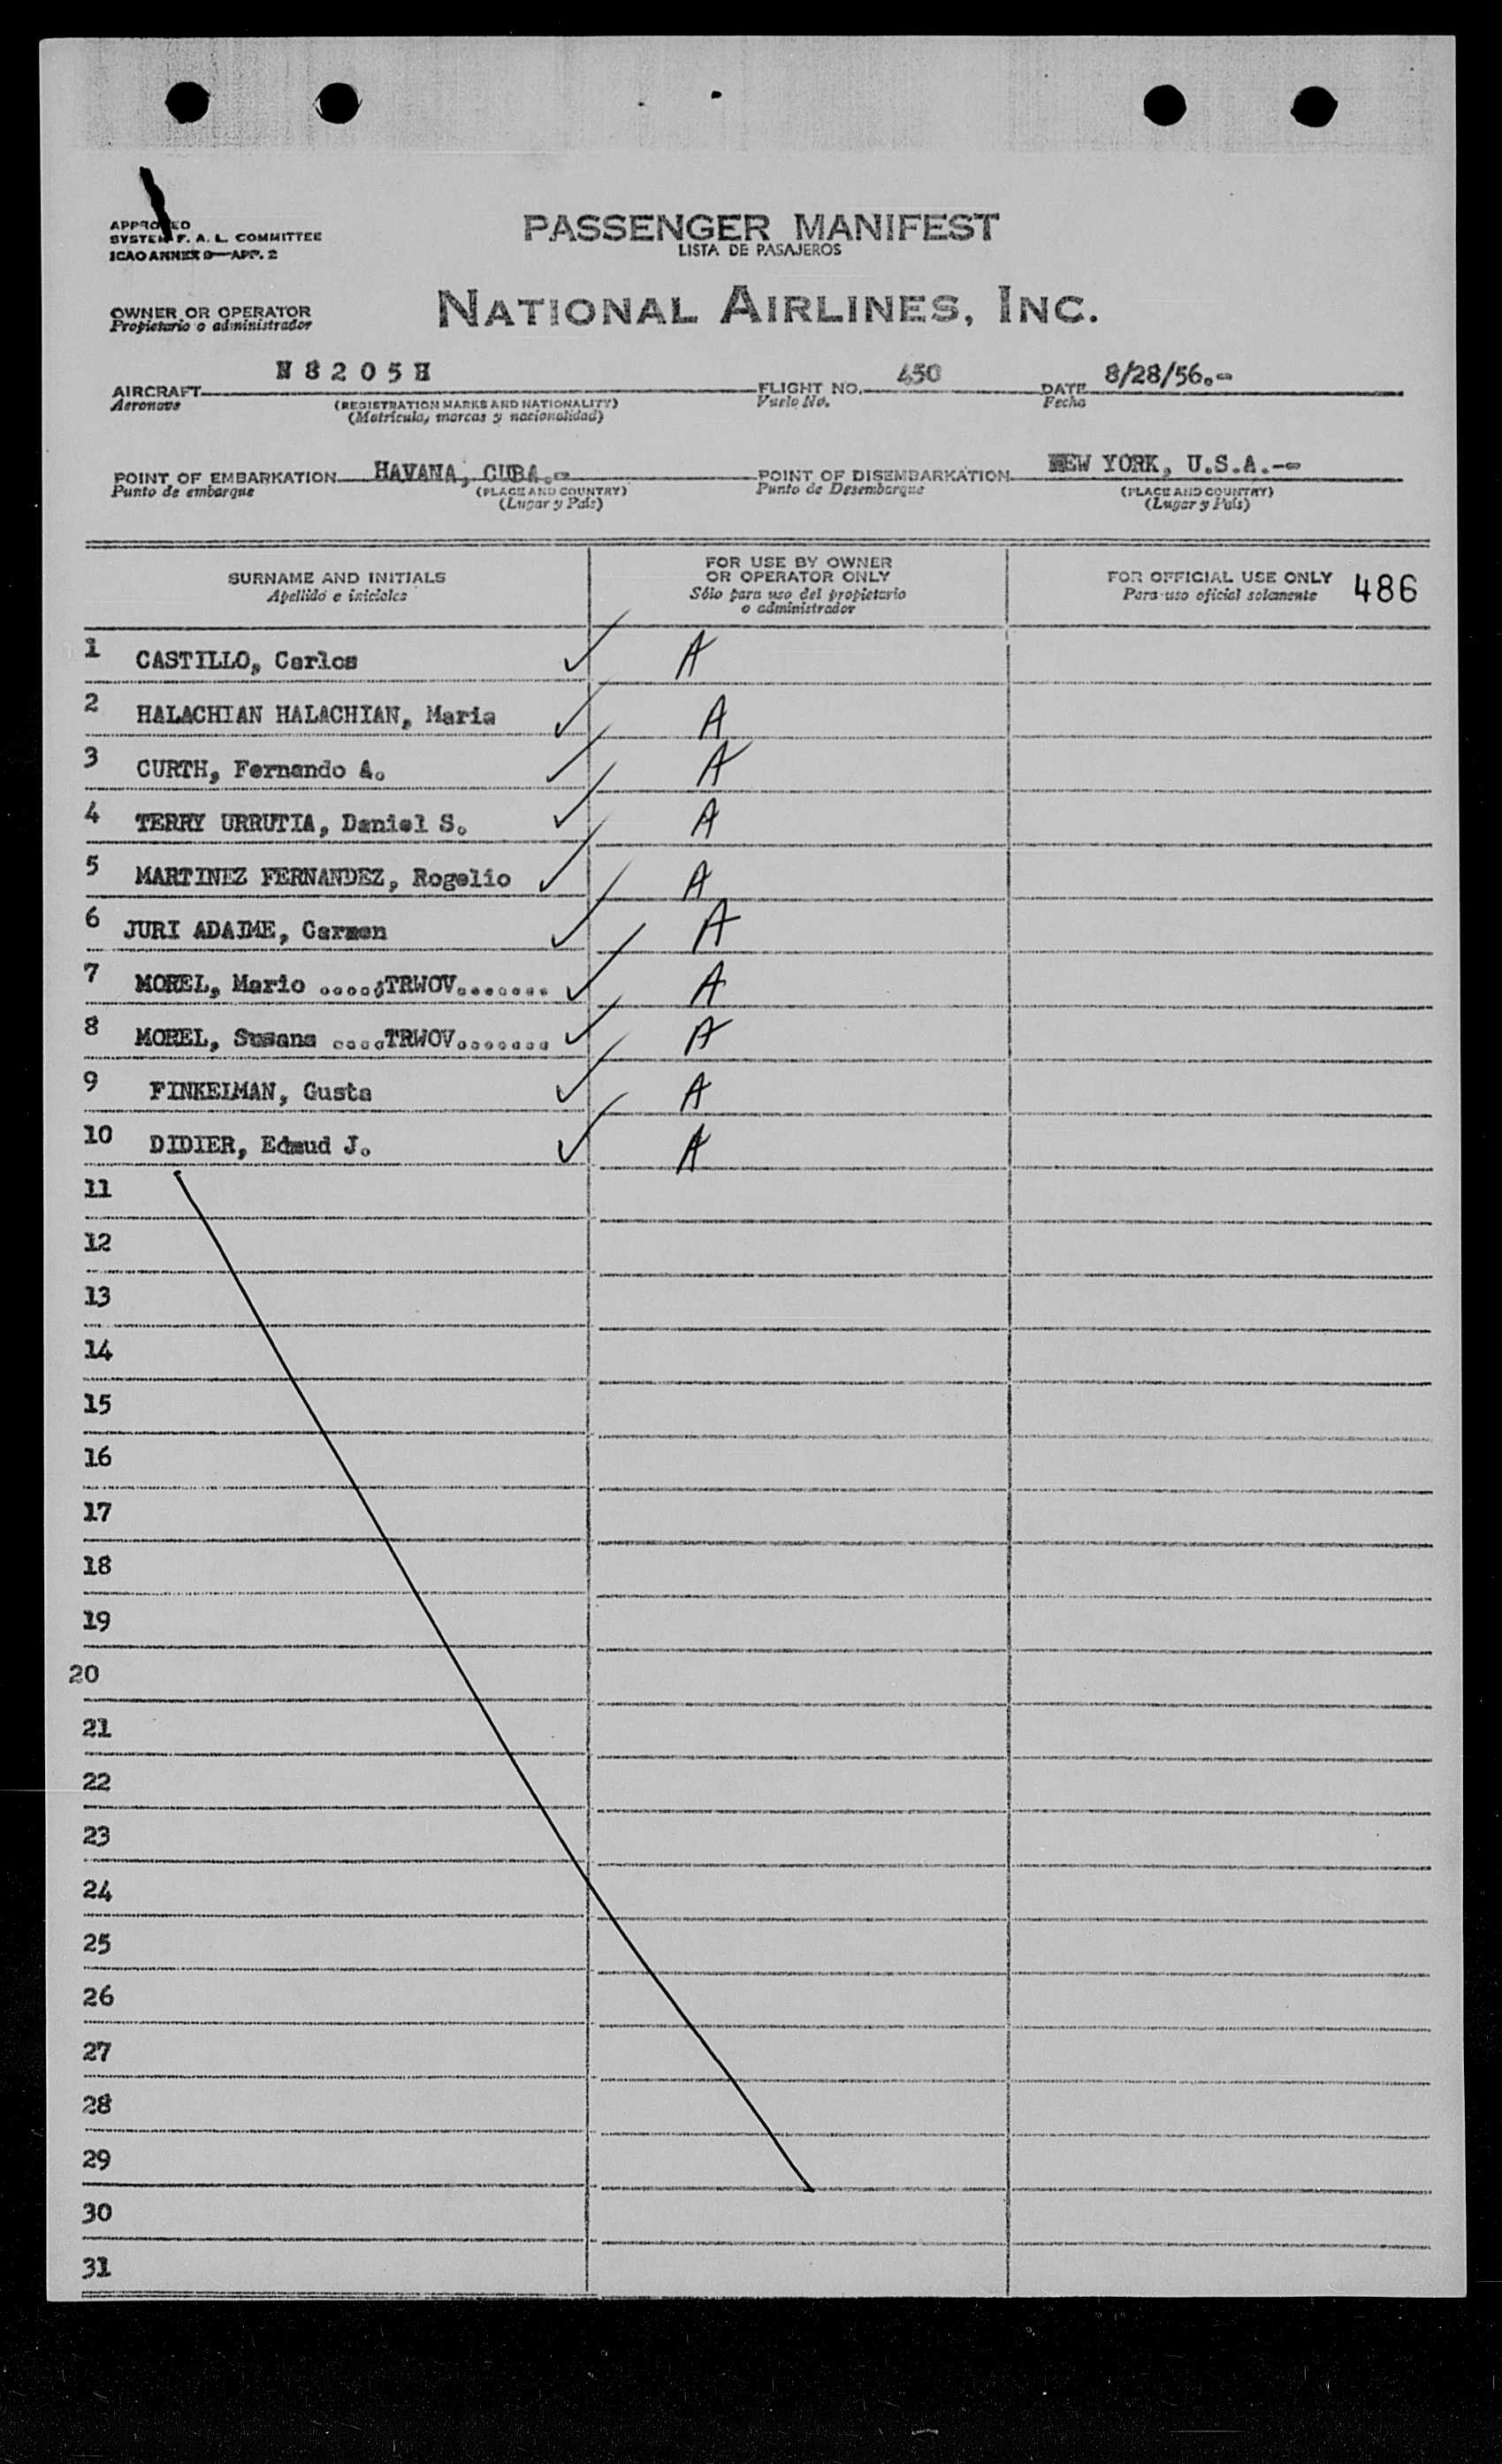 APPROVED
SYSTEM F. A. L. COMMITTEE
ICAO ANNEX 9—APP. 2
PASSENGER MANIFEST
LISTA DE PASAJEROS
OWNER OR OPERATOR
Propietario o administrador
NATIONAL AIRLINES, INC.
AIRCRAFT N8205H FLIGHT NO. 450 DATE 8/28/56.-
Aeronave (REGISTRATION MARKS AND NATIONALITY) Vuelo No. Fecha
(Matrícula, marcas y nacionalidad)
POINT OF EMBARKATION HAVANA, CUBA.- POINT OF DISEMBARKATION NEW YORK, U.S.A.--
Punto de embarque (PLACE AND COUNTRY) Punto de Desembarque (PLACE AND COUNTRY)
(Lugar y País) (Lugar y País)
SURNAME AND INITIALS
Apellido e iniciales
FOR USE BY OWNER
OR OPERATOR ONLY
Sólo para uso del propietario
o administrador
FOR OFFICIAL USE ONLY 486
Para uso oficial solamente
1 CASTILLO, Carlos ✓ A
2 HALACHIAN HALACHIAN, Maria ✓ A
3 CURTH, Fernando A. ✓ A
4 TERRY URRUTIA, Daniel S. ✓ A
5 MARTINEZ FERNANDEZ, Rogelio ✓ A
6 JURI ADAIME, Carmen ✓ A
7 MOREL, Mario .....TRWOV....... ✓ A
8 MOREL, Susana ....TRWOV....... ✓ A
9 FINKELMAN, Gusta ✓ A
10 DIDIER, Edmud J. ✓ A
11
12
13
14
15
16
17
18
19
20
21
22
23
24
25
26
27
28
29
30
31